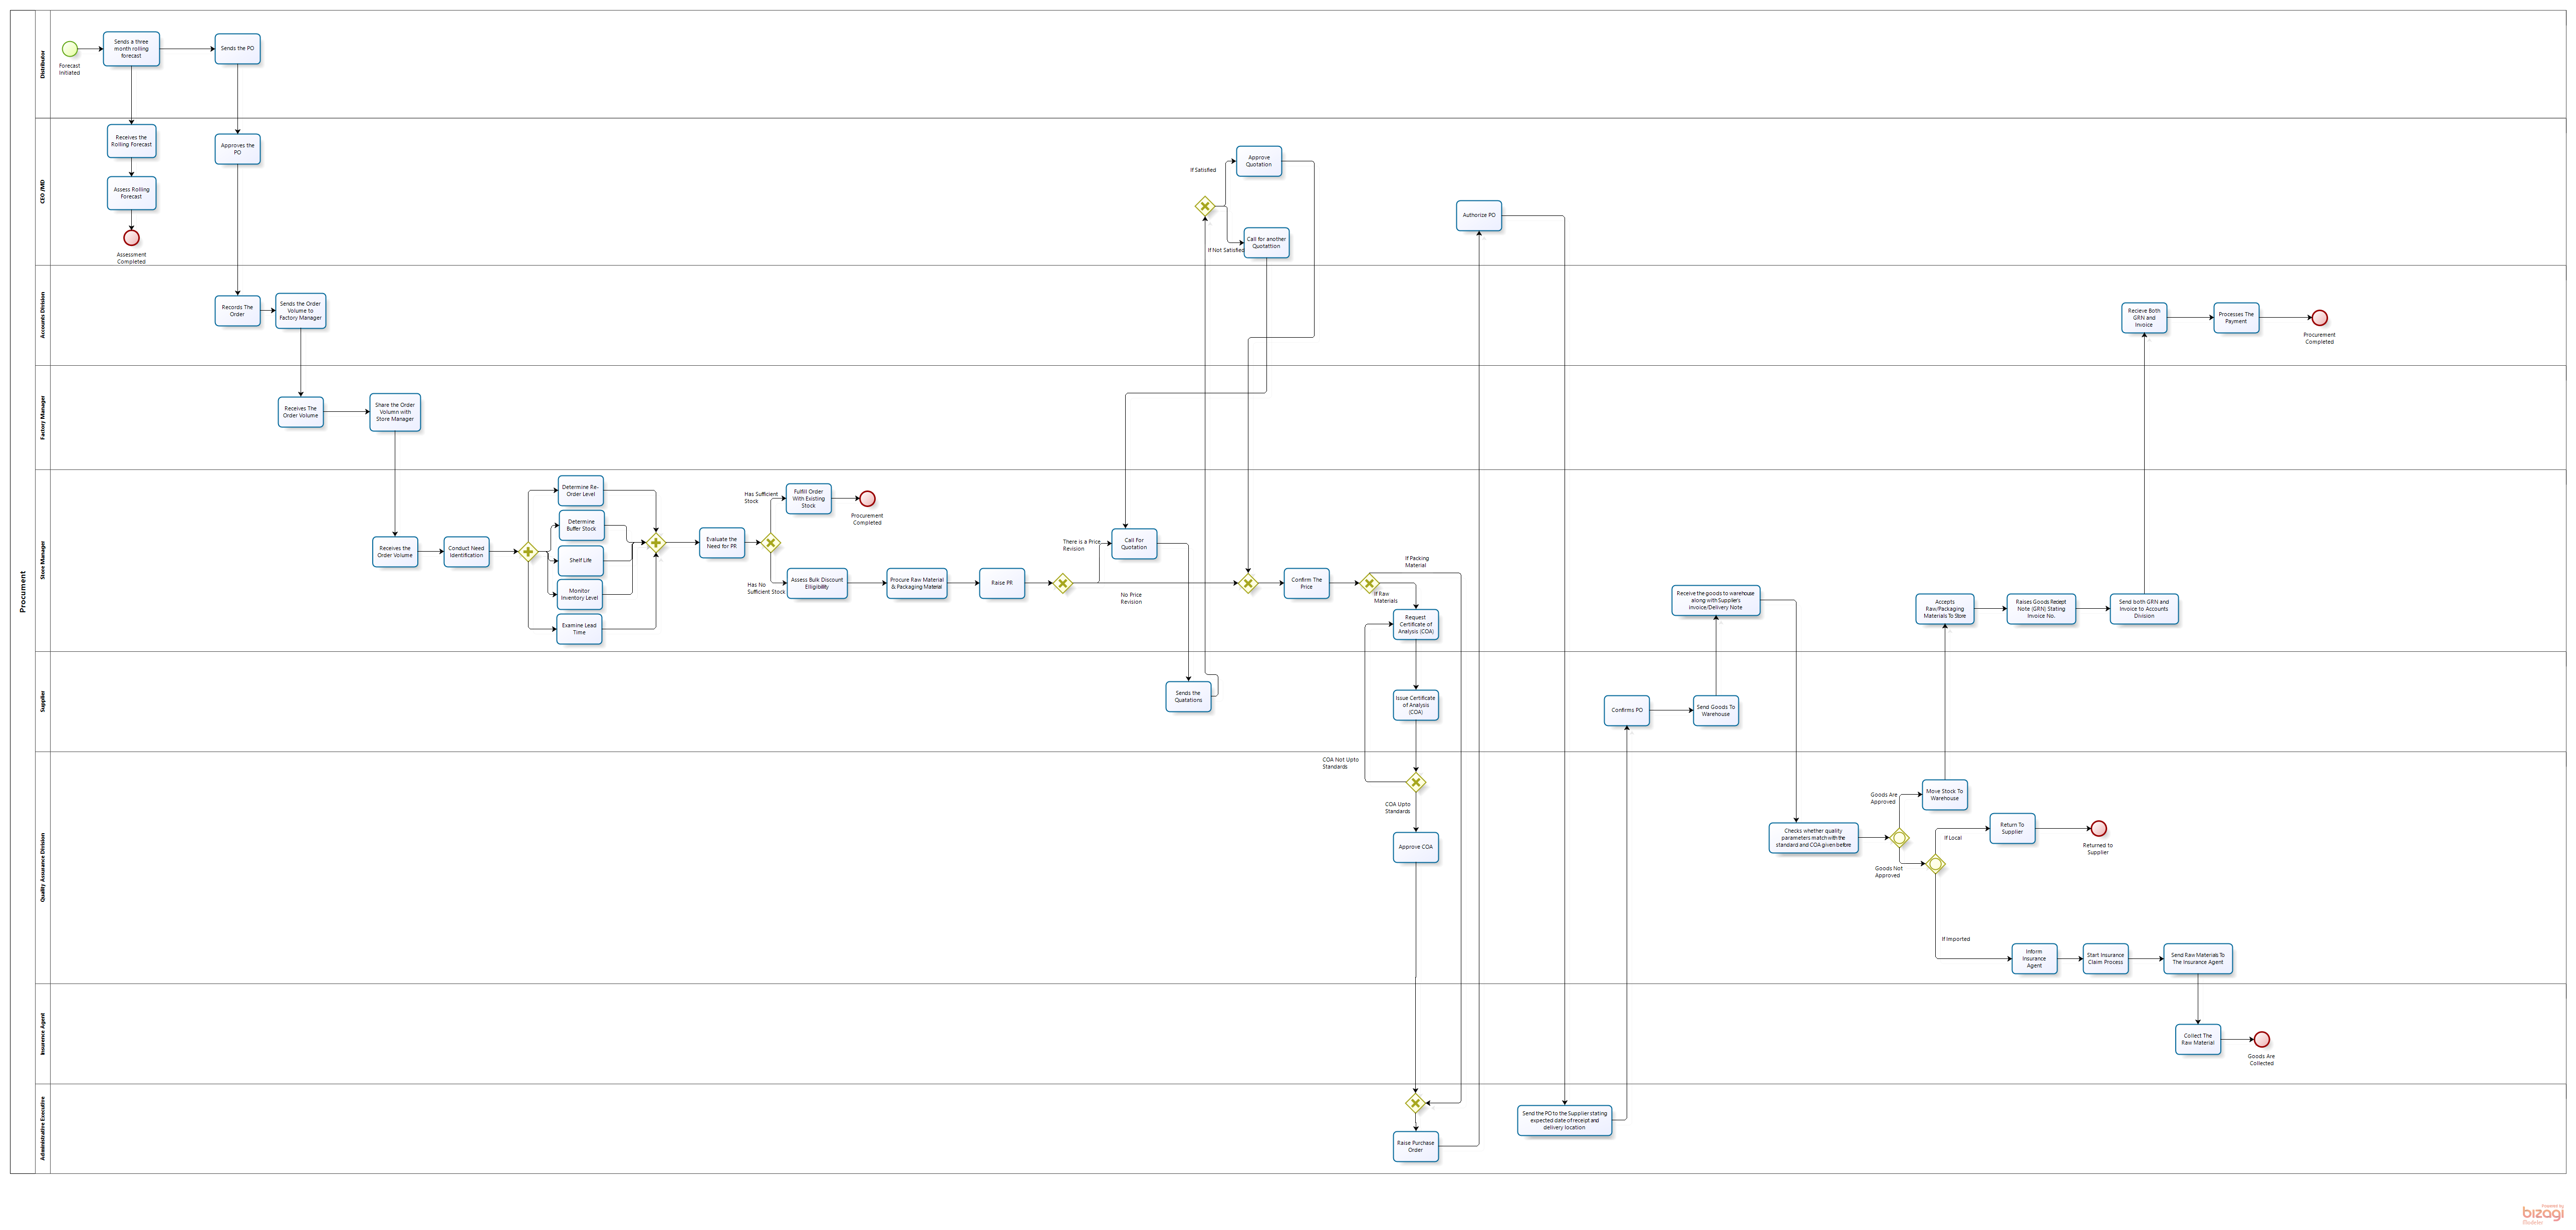 Procurement
Distributor
Forecast
Initiated
Sends a three
month rolling
forecast
Sends the PO
CEO /MD
Receives the
Rolling Forecast
Assess Rolling
Forecast
Assessment
Completed
Approves the
PO
If Satisfied
Approve
Quotation
If Not Satisfied
Call for another
Quotattion
Authorize PO
Accounts Division
Records The
Order
Sends the Order
Volume to
Factory Manager
Recieve Both
GRN and
Invoice
Processes The
Payment
Procurement
Completed
Factory Manager
Receives The
Order Volume
Share the Order
Volumn with
Store Manager
Store Manager
Receives the
Order Volume
Conduct Need
Identification
Determine Re-
Order Level
Determine
Buffer Stock
Shelf Life
Monitor
Inventory Level
Examine Lead
Time
Evaluate the
Need for PR
Has Sufficient
Stock
Fulfill Order
With Existing
Stock
Procurement
Completed
Has No
Sufficient Stock
Assess Bulk Discount
Elligibility
Procure Raw Material
& Packaging Material
Raise PR
There is a Price
Revision
Call For
Quotation
No Price
Revision
Confirm The
Price
If Packing
Material
If Raw
Materials
Request
Certificate of
Analysis (COA)
Receive the goods to warehouse
along with Supplier's
invoice/Delivery Note
Accepts
Raw/Packaging
Materials To Store
Raises Goods Reciept
Note (GRN) Stating
Invoice No.
Send both GRN and
Invoice to Accounts
Division
Supplier
Sends the
Quatations
Issue Certificate
of Analysis
(COA)
Confirms PO
Send Goods To
Warehouse
Quality Assurance Division
COA Not Upto
Standards
COA Upto
Standards
Approve COA
Checks whether quality
parameters match with the
standard and COA given before
Goods Are
Approved
Move Stock To
Warehouse
Goods Not
Approved
If Local
Return To
Supplier
Returned to
Supplier
If Imported
Inform
Insurance
Agent
Start Insurance
Claim Process
Send Raw Materials To
The Insurance Agent
Insurence Agent
Collect The
Raw Material
Goods Are
Collected
Administrative Executive
Raise Purchase
Order
Send the PO to the Supplier stating
expected date of receipt and
delivery location
Powered by
bizagi
Modeler